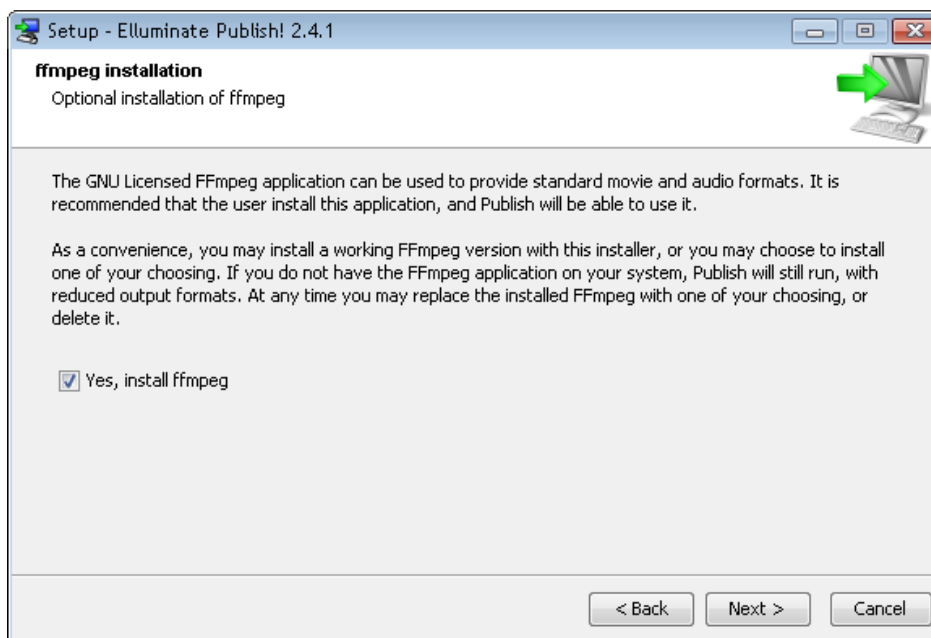 Setup - Elluminate Publish! 2.4.1
ffmpeg installation
Optional installation of ffmpeg
The GNU Licensed FFmpeg application can be used to provide standard movie and audio formats. It is
recommended that the user install this application, and Publish will be able to use it.
As a convenience, you may install a working FFmpeg version with this installer, or you may choose to install
one of your choosing. If you do not have the FFmpeg application on your system, Publish will still run, with
reduced output formats. At any time you may replace the installed FFmpeg with one of your choosing, or
delete it.
Yes, install ffmpeg
< Back Next > Cancel